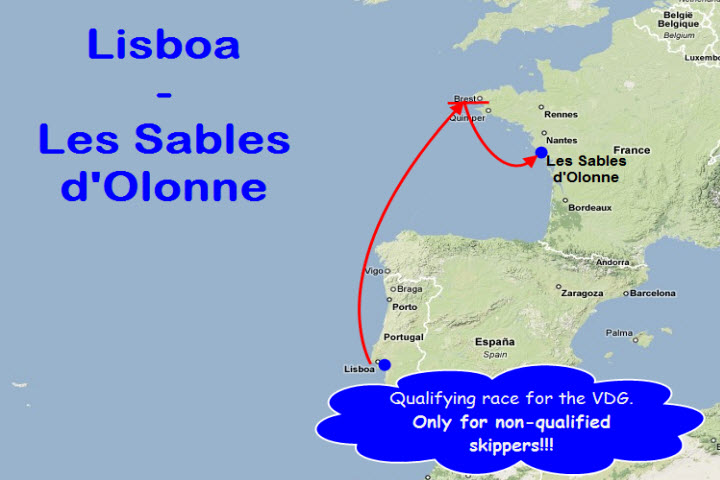 Lisboa
-
Les Sables
d'Olonne
België
Belgique
Belgium
Luxembo
Brest
Quimper
Rennes
Nantes
France
Les Sables
d'Olonne
Bordeaux
Andorra
Vigo
Braga
Porto
Zaragoza
Barcelona
Palma
Portugal
España
Spain
Lisboa
Qualifying race for the VDG.
Only for non-qualified
skippers!!!